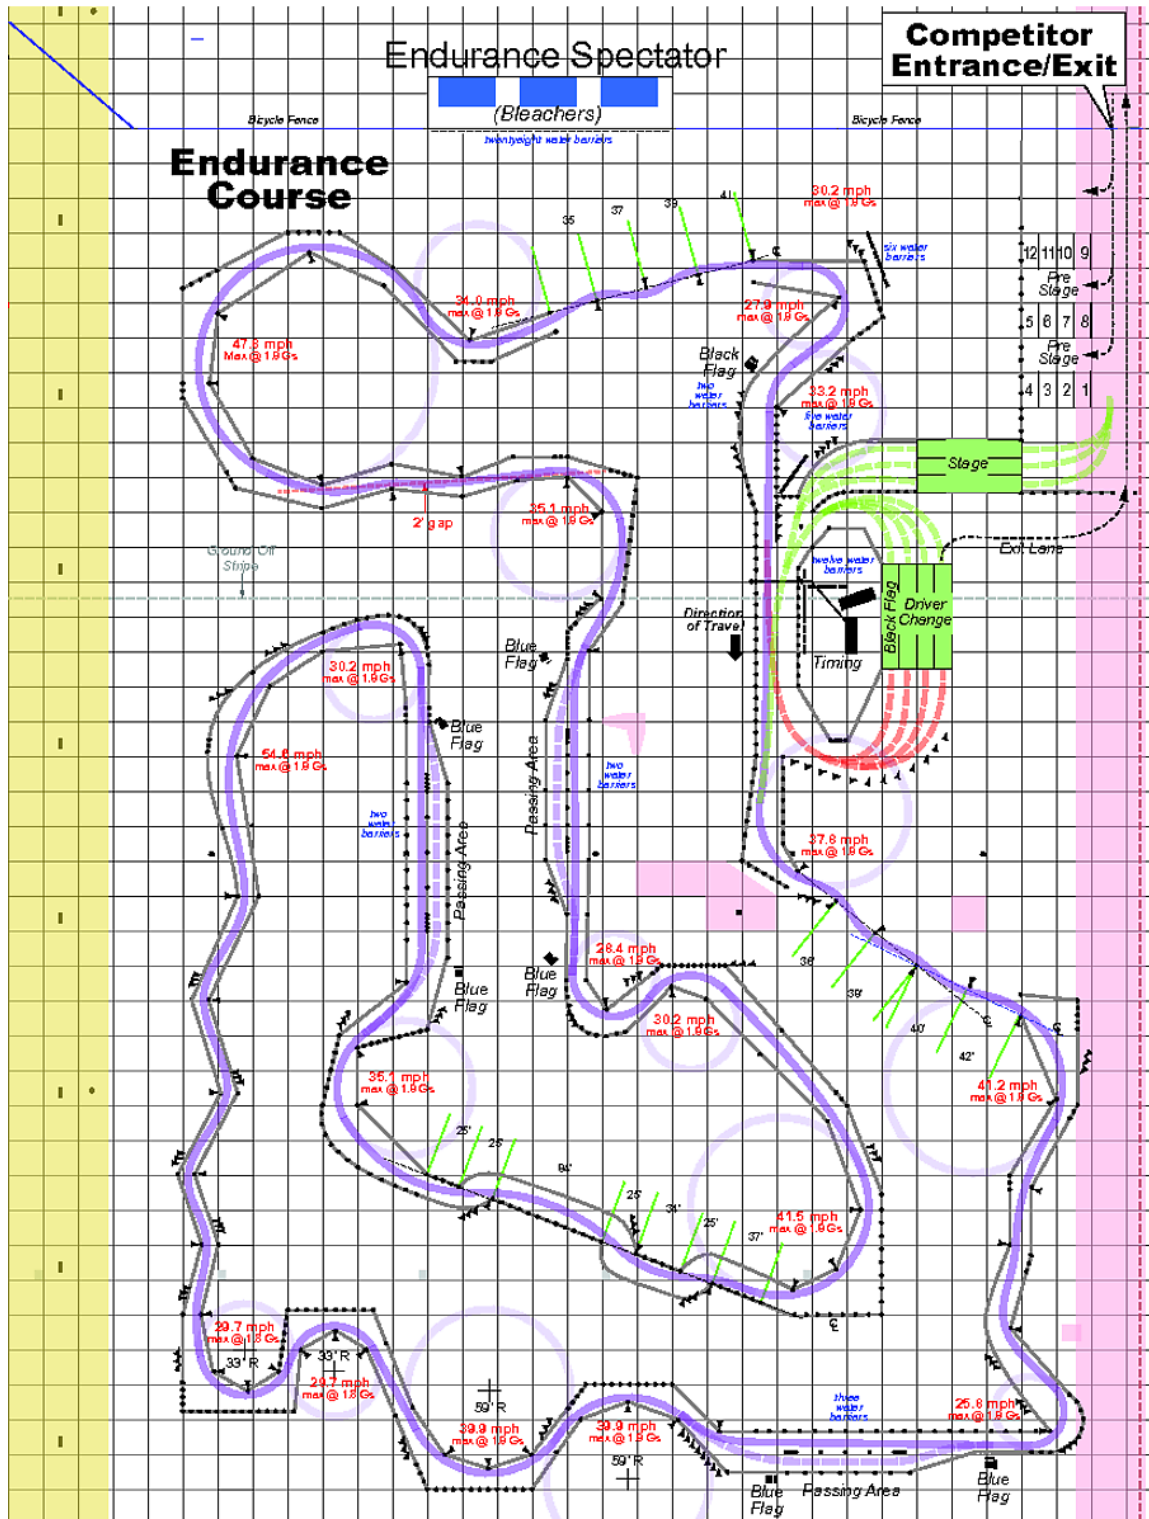 Competitor
Entrance/Exit
Endurance Spectator
(Bleachers)
Bicycle Fence
Bicycle Fence
twentyeight water barriers
Endurance
Course
30.2 mph
max @ 1.9 Gs
35
37
39
41
six water
barriers
12 11 10 9
Pre
Stage
5 6 7 8
Pre
Stage
4 3 2 1
34.0 mph
max @ 1.9 Gs
27.9 mph
max @ 1.9 Gs
47.3 mph
Max @ 1.9 Gs
Black
Flag
two
water
barriers
33.2 mph
max @ 1.9 Gs
five water
barriers
Stage
35.1 mph
max @ 1.9 Gs
2' gap
Exit Lane
Stripe
twelve water
barriers
Black Flag
Driver
Change
Direction
of Travel
Timing
Blue
Flag
30.2 mph
max @ 1.9 Gs
Blue
Flag
54.6 mph
max @ 1.9 Gs
Passing Area
two
water
barriers
two
water
barriers
Passing Area
37.6 mph
max @ 1.9 Gs
28.4 mph
max @ 1.9 Gs
36'
38'
40'
42'
Blue
Flag
Blue
Flag
30.2 mph
max @ 1.9 Gs
35.1 mph
max @ 1.9 Gs
41.2 mph
max @ 1.9 Gs
25'
25'
84'
25'
34'
25'
37'
41.5 mph
max @ 1.9 Gs
29.7 mph
max @ 1.9 Gs
33' R
33' R
29.7 mph
max @ 1.9 Gs
59' R
39.9 mph
max @ 1.9 Gs
39.9 mph
max @ 1.9 Gs
59' R
three
water
barriers
25.6 mph
max @ 1.9 Gs
Blue
Flag
Passing Area
Blue
Flag